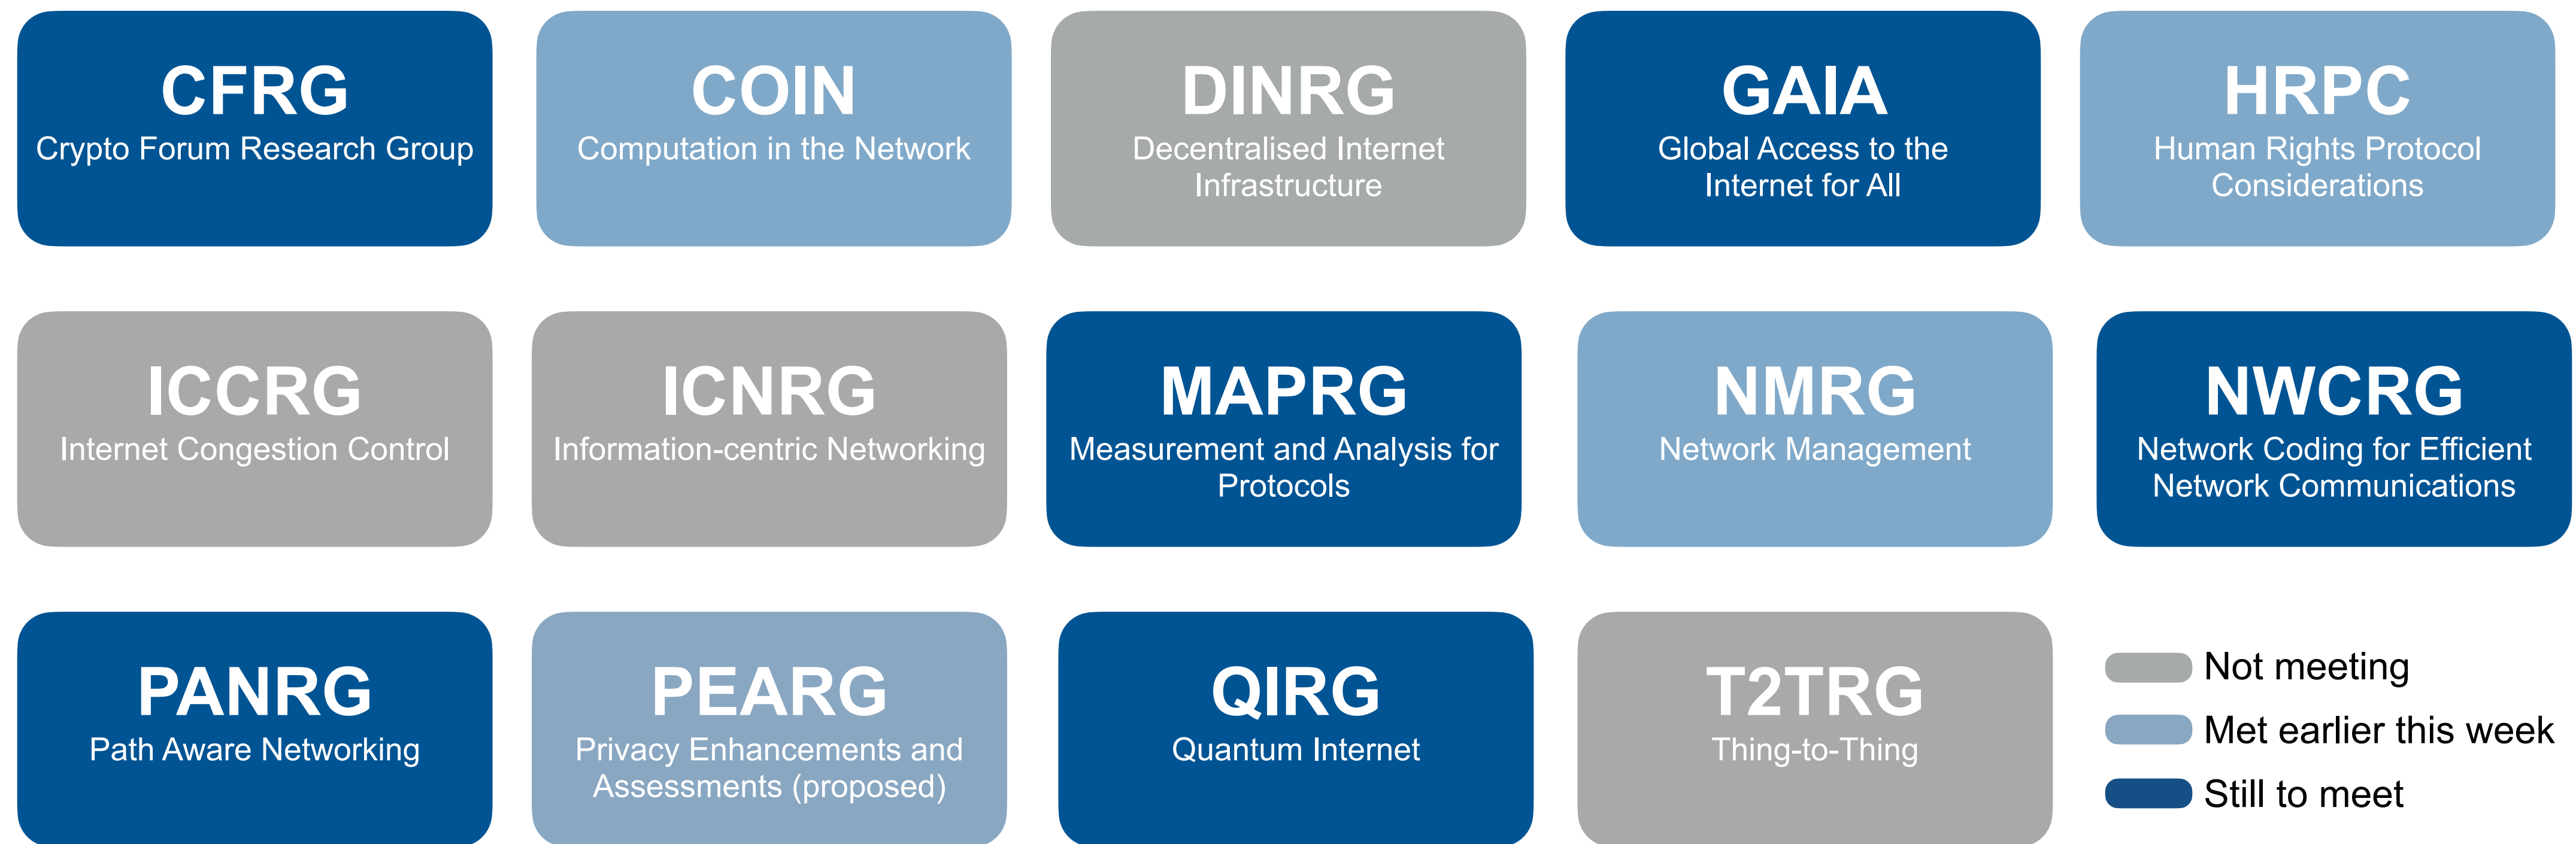 CFRG
Crypto Forum Research Group
COIN
Computation in the Network
DINRG
Decentralised Internet
Infrastructure
GAIA
Global Access to the
Internet for All
HRPC
Human Rights Protocol
Considerations
ICCRG
Internet Congestion Control
ICNRG
Information-centric Networking
MAPRG
Measurement and Analysis for
Protocols
NMRG
Network Management
NWCRG
Network Coding for Efficient
Network Communications
PANRG
Path Aware Networking
PEARG
Privacy Enhancements and
Assessments (proposed)
QIRG
Quantum Internet
T2TRG
Thing-to-Thing
Not meeting
Met earlier this week
Still to meet